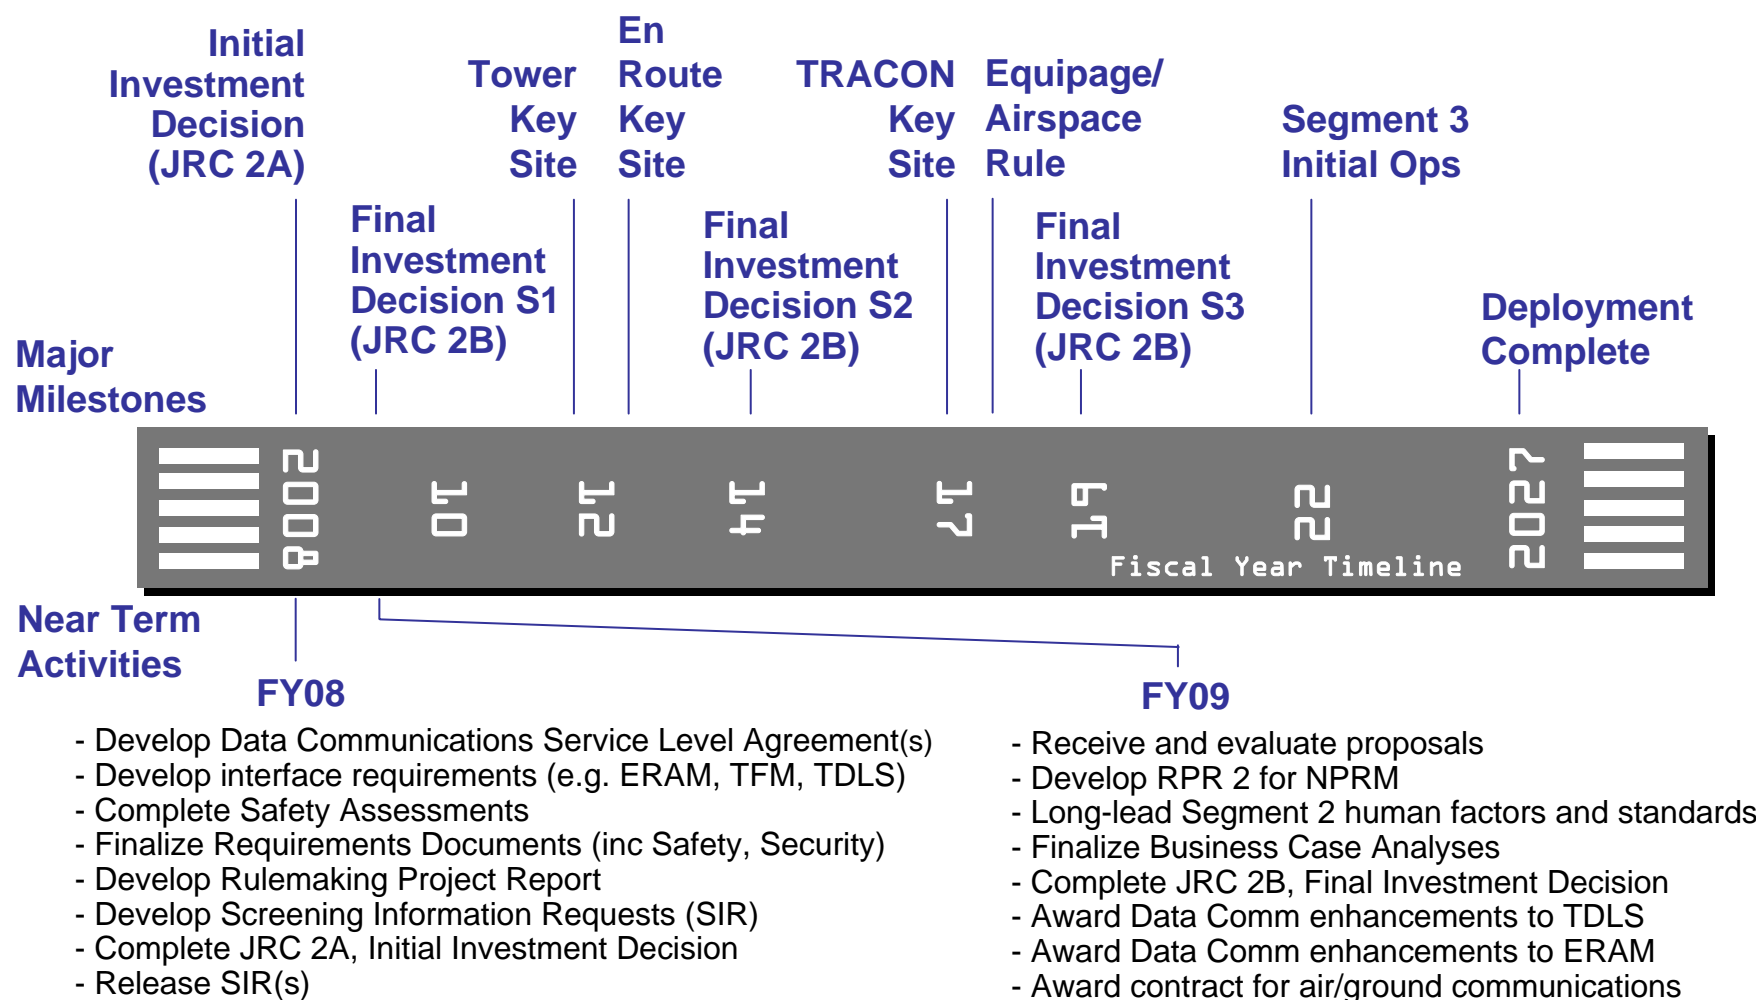 Initial
Investment
Decision
(JRC 2A)
Tower
Key
Site
En
Route
Key
Site
TRACON
Key
Site
Equipage/
Airspace
Rule
Segment 3
Initial Ops
Final
Investment
Decision S1
(JRC 2B)
Final
Investment
Decision S2
(JRC 2B)
Final
Investment
Decision S3
(JRC 2B)
Deployment
Complete
Major
Milestones
2008
10
12
14
17
19
22
2027
Fiscal Year Timeline
Near Term
Activities
FY08
- Develop Data Communications Service Level Agreement(s)
- Develop interface requirements (e.g. ERAM, TFM, TDLS)
- Complete Safety Assessments
- Finalize Requirements Documents (inc Safety, Security)
- Develop Rulemaking Project Report
- Develop Screening Information Requests (SIR)
- Complete JRC 2A, Initial Investment Decision
- Release SIR(s)
FY09
- Receive and evaluate proposals
- Develop RPR 2 for NPRM
- Long-lead Segment 2 human factors and standards
- Finalize Business Case Analyses
- Complete JRC 2B, Final Investment Decision
- Award Data Comm enhancements to TDLS
- Award Data Comm enhancements to ERAM
- Award contract for air/ground communications